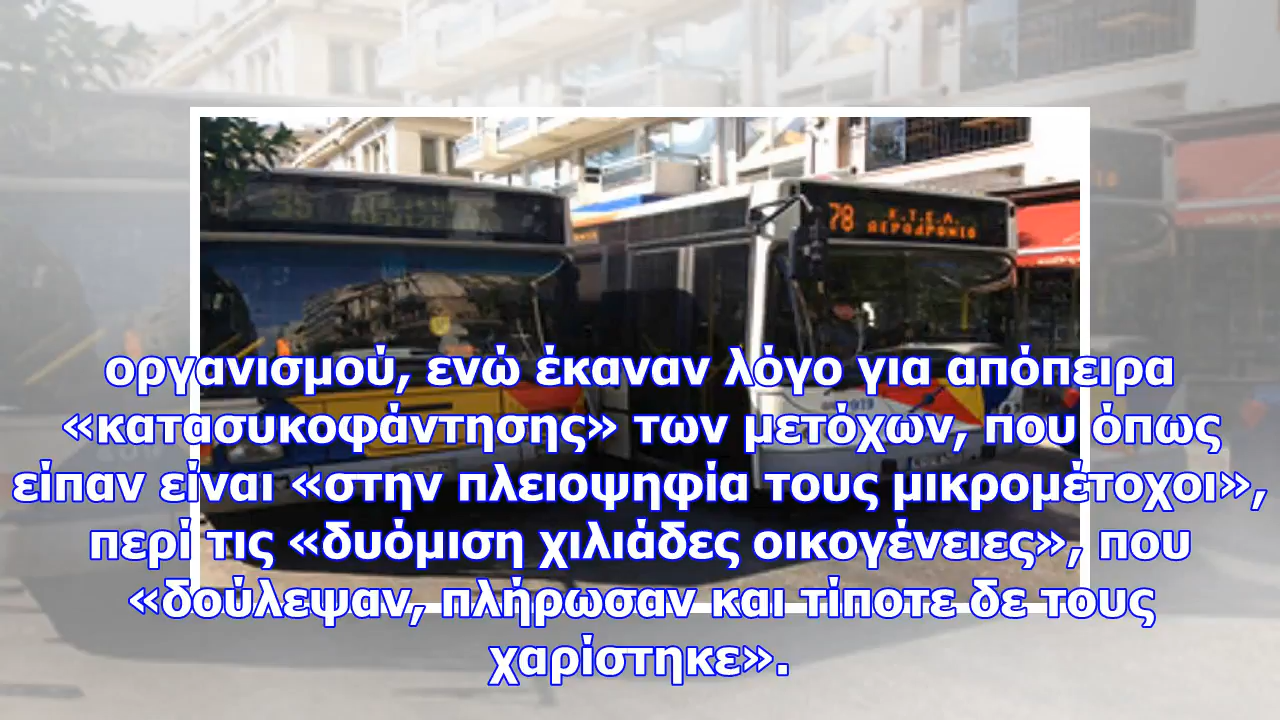 35
78 Κ.Τ.Ε.Λ.
ΑΕΡΟΔΡΟΜΙΟ
οργανισμού, ενώ έκαναν λόγο για απόπειρα
«κατασυκοφάντησης» των μετόχων, που όπως
είπαν είναι «στην πλειοψηφία τους μικρομέτοχοι»,
περί τις «δυόμιση χιλιάδες οικογένειες», που
«δούλεψαν, πλήρωσαν και τίποτε δε τους
χαρίστηκε».